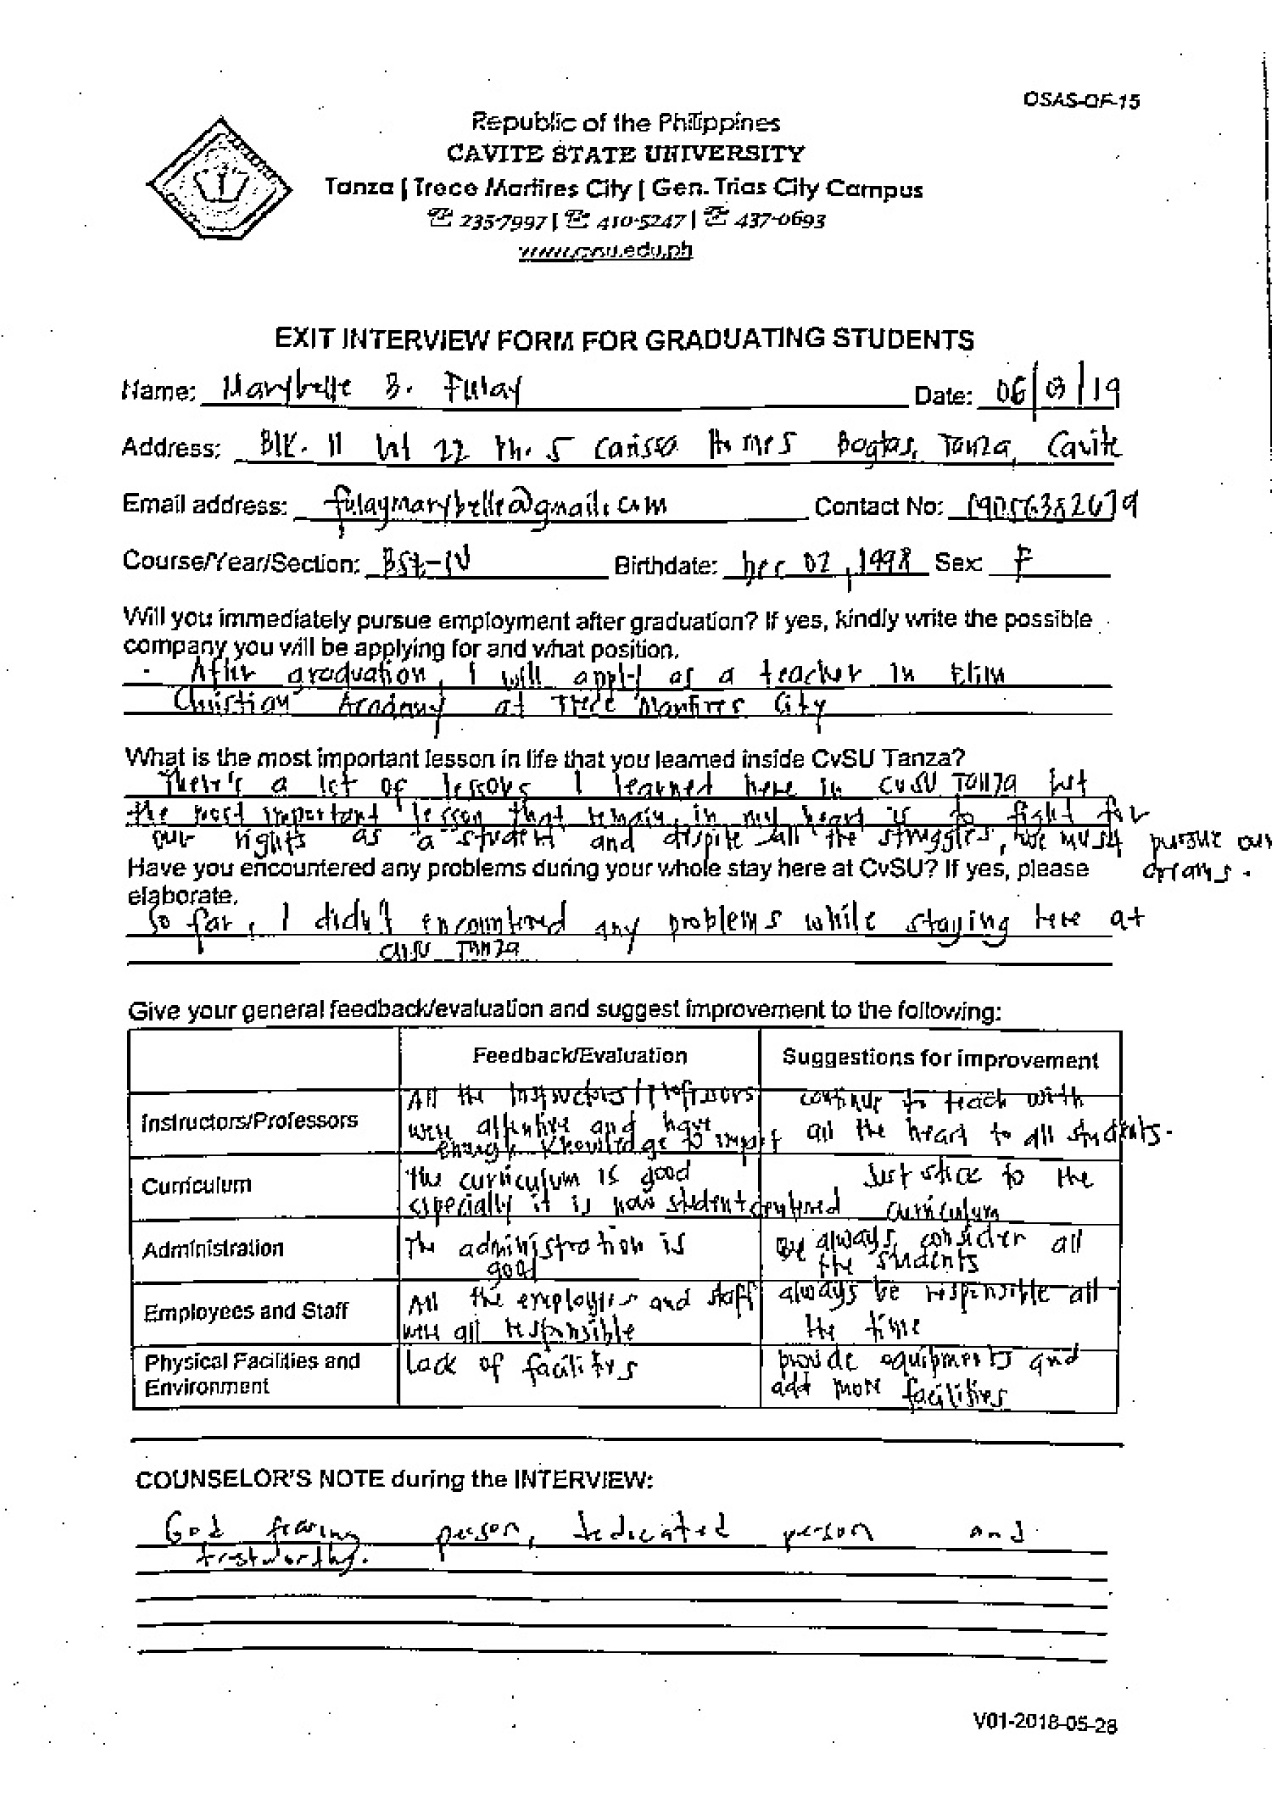 OSAS-QF-15
Republic of the Philippines
CAVITE STATE UNIVERSITY
Tanza | Trece Martires City | Gen. Trias City Campus
☎ 235-7997 | ☎ 410-5247 | ☎ 437-0693
www.cvsu.edu.ph
EXIT INTERVIEW FORM FOR GRADUATING STUDENTS
Name: Marybelle B. Fulay Date: 06/03/19
Address: Blk. 11 lot 22 Ph. 5 Carissa Homes Bagtas, Tanza, Cavite
Email address: fulaymarybelle@gmail.com Contact No:
Course/Year/Section: BSE-IV Birthdate: Dec 02, 1998 Sex: F
Will you immediately pursue employment after graduation? If yes, kindly write the possible
company you will be applying for and what position.
- After graduation, I will apply as a teacher in Elim
Christian Academy at Trece Martires City
What is the most important lesson in life that you learned inside CvSU Tanza?
Their's a lot of lessons I learned here in CVSU TANZA but
the most important lesson that remain in my heart is to fight for
our rights as a student and despite all the struggles, we must pursue our
dreams.
Have you encountered any problems during your whole stay here at CvSU? If yes, please
elaborate.
So far, I didn't encountered any problems while staying here at
CVSU TANZA
Give your general feedback/evaluation and suggest improvement to the following:
Feedback/Evaluation Suggestions for improvement
Instructors/Professors
All the Instructors/Professors
were attentive and have
enough knowledge to impart
continue to teach with
all the heart to all students.
Curriculum
The curriculum is good
especially it is now student centered
Just stice to the
curriculum
Administration
The administration is
good
Be always consider all
the students
Employees and Staff
All the employees and staff
were all responsible
always be responsible all
the time
Physical Facilities and
Environment
Lack of facilitys
provide equipments and
add more facilities
COUNSELOR'S NOTE during the INTERVIEW:
God fearing person, dedicated person and
trustworthy.
V01-2018-05-28